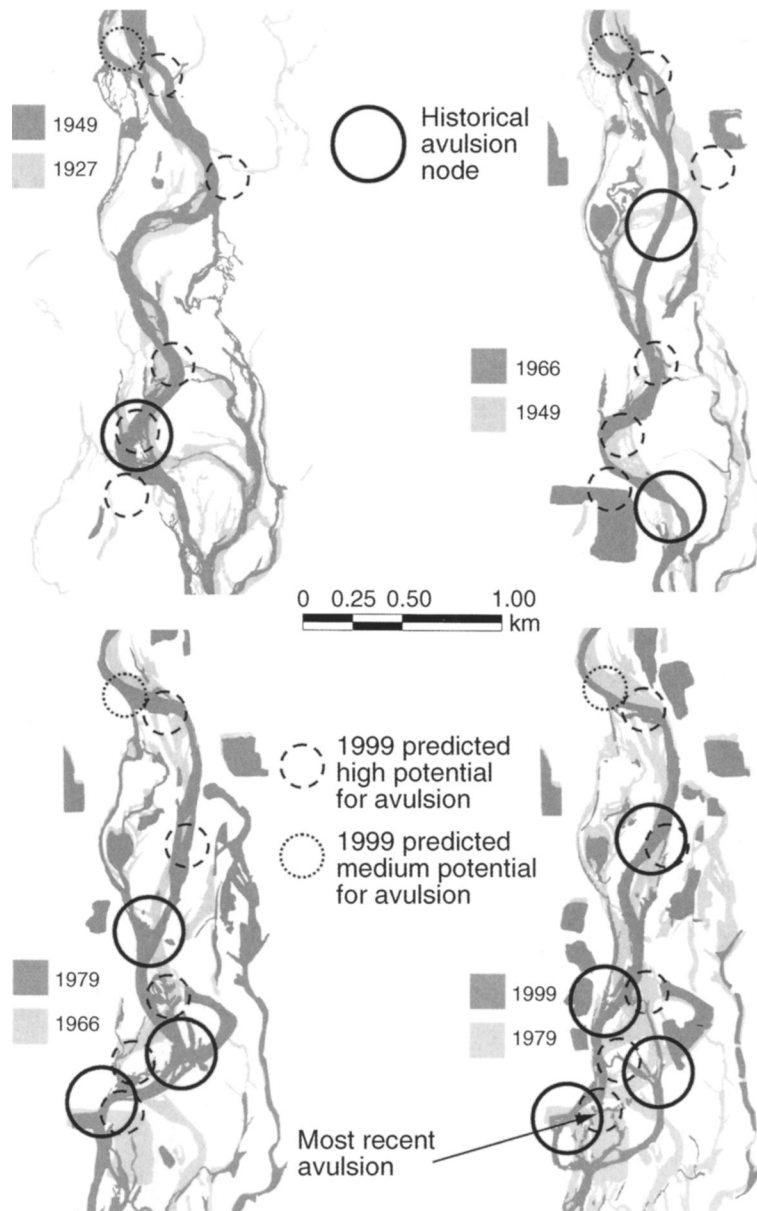 1949
1927
Historical
avulsion
node
1966
1949
0 0.25 0.50 1.00
km
1999 predicted
high potential
for avulsion
1999 predicted
medium potential
for avulsion
1979
1966
1999
1979
Most recent
avulsion